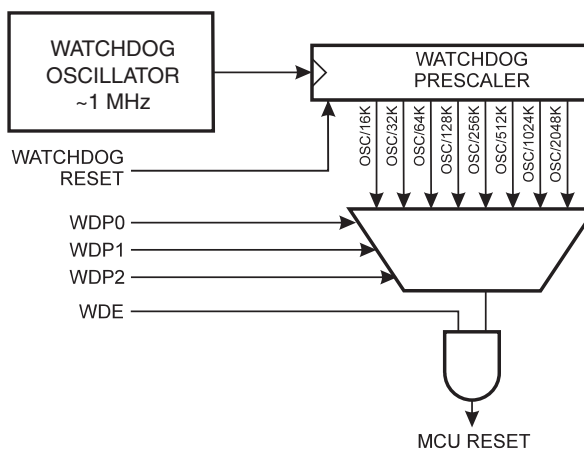 WATCHDOG
OSCILLATOR
~1 MHz
WATCHDOG
PRESCALER
WATCHDOG
RESET
OSC/16K
OSC/32K
OSC/64K
OSC/128K
OSC/256K
OSC/512K
OSC/1024K
OSC/2048K
WDP0
WDP1
WDP2
WDE
MCU RESET